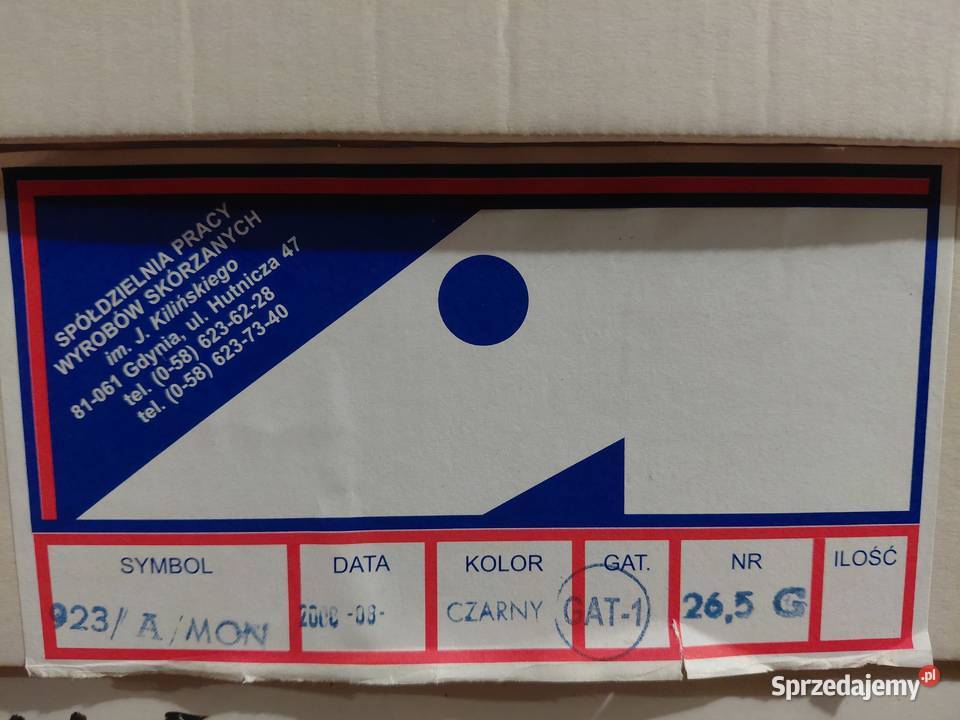 SPÓŁDZIELNIA PRACY
WYROBÓW SKÓRZANYCH
im. J. Kilińskiego
81-061 Gdynia, ul. Hutnicza 47
tel. (0-58) 623-62-28
tel. (0-58) 623-73-40
SYMBOL DATA KOLOR GAT. NR ILOŚĆ
923/A/MON 2008 -08- CZARNY GAT-1 26,5 G
Sprzedajemy.pl